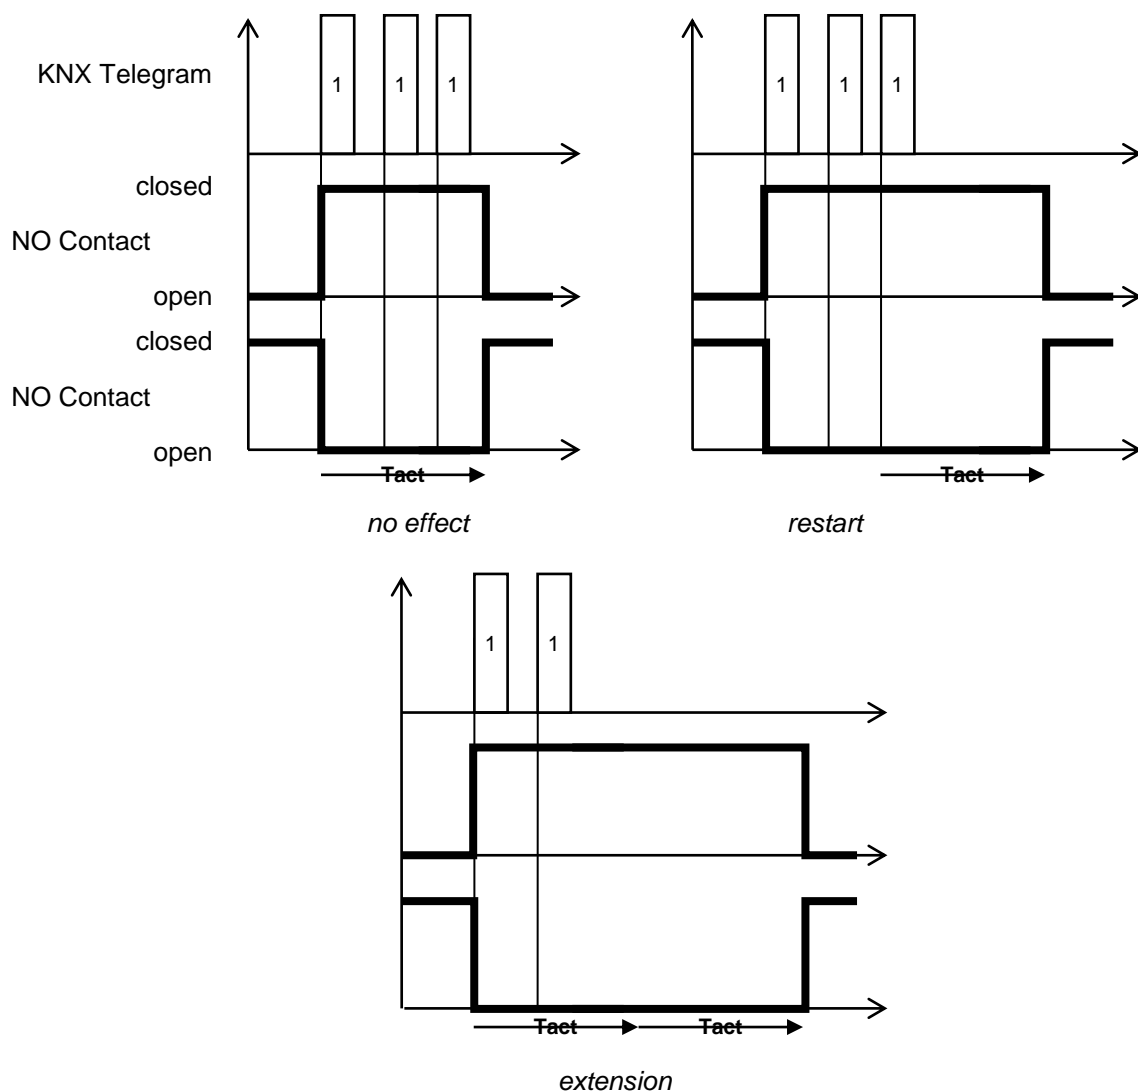 KNX Telegram
1 1 1
1 1 1
closed
NO Contact
open
closed
NO Contact
open
Tact
Tact
no effect
restart
1 1
Tact Tact
extension